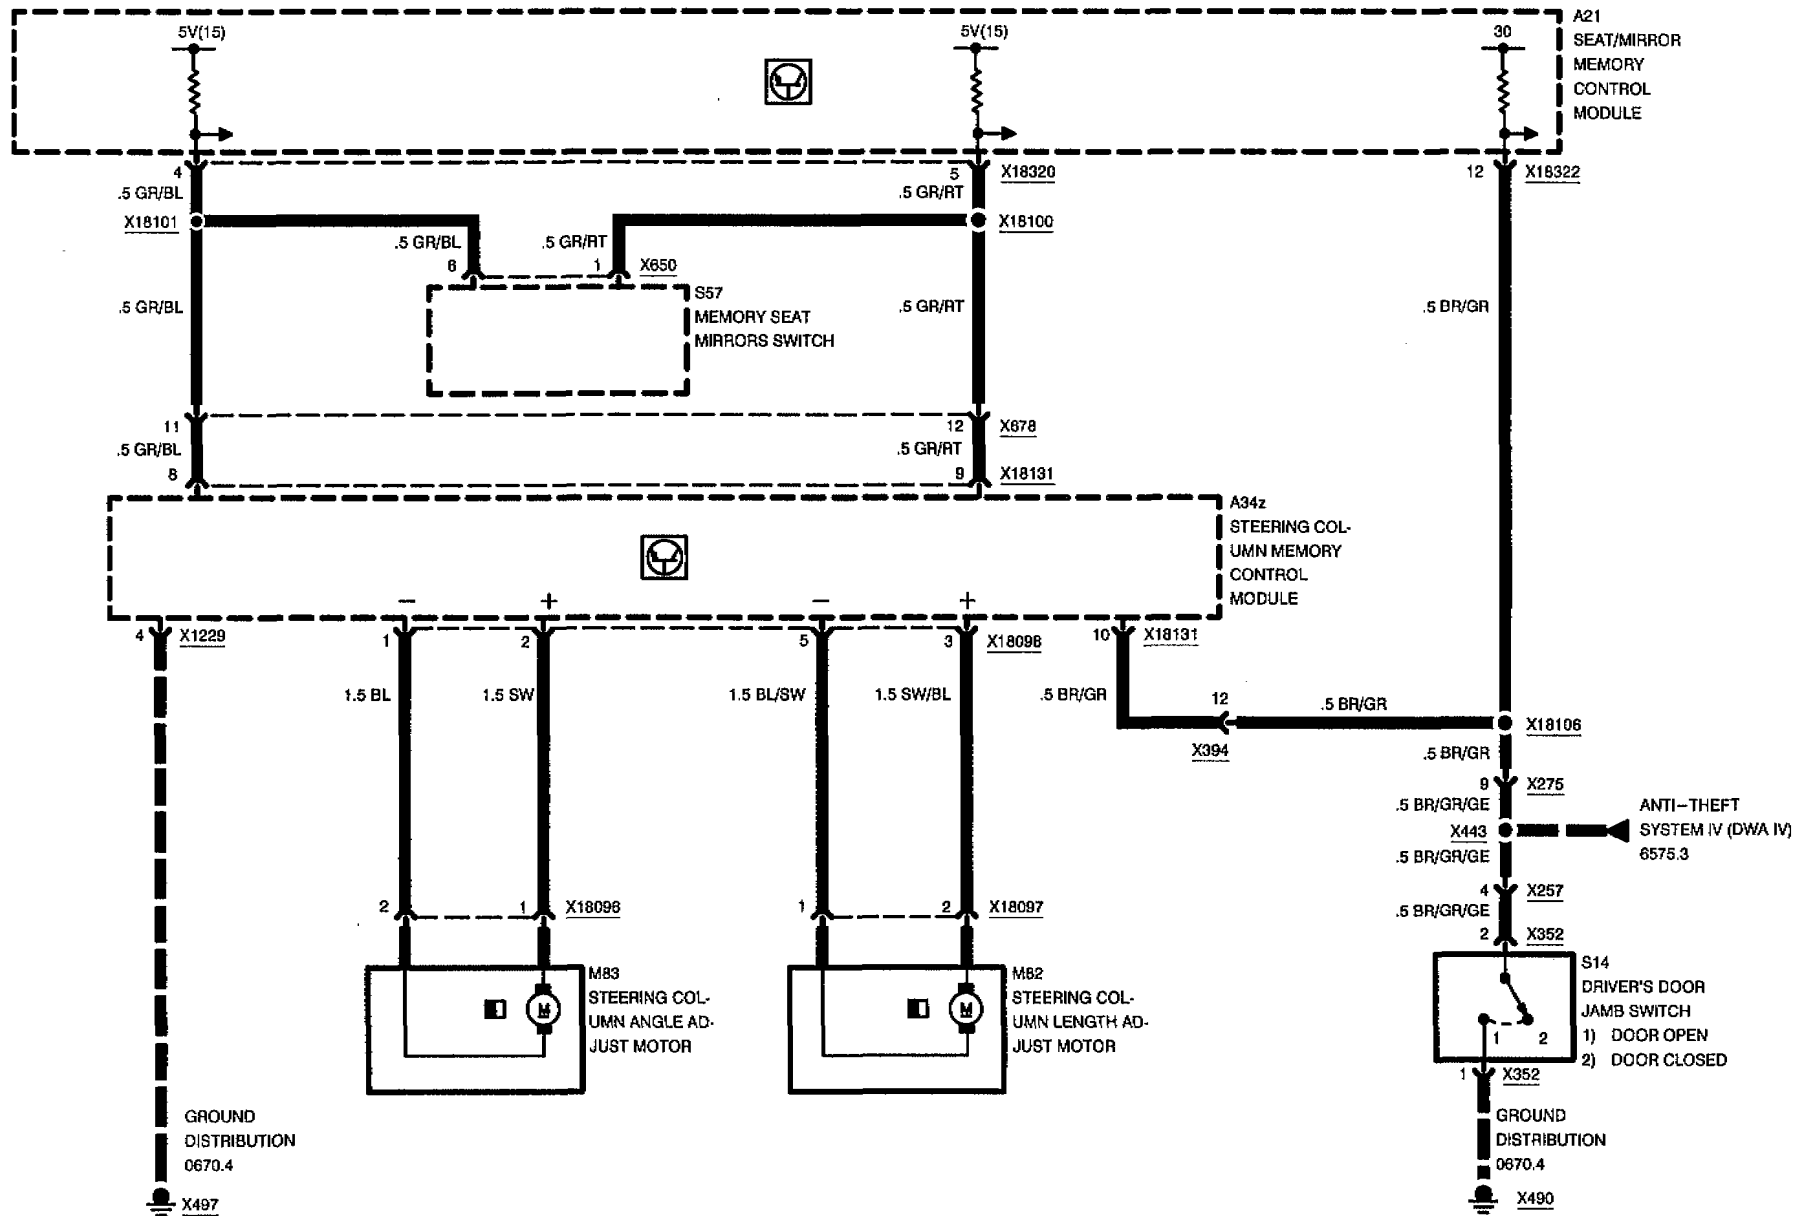 5V(15)
5V(15)
30
A21
SEAT/MIRROR
MEMORY
CONTROL
MODULE
4
5
X18320
12
X18322
.5 GR/BL
.5 GR/RT
X18101
X18100
.5 GR/BL
.5 GR/RT
6
1
X650
S57
MEMORY SEAT
MIRRORS SWITCH
.5 GR/BL
.5 GR/RT
.5 BR/GR
11
12
X678
.5 GR/BL
.5 GR/RT
8
9
X18131
A34z
STEERING COL-
UMN MEMORY
CONTROL
MODULE
−
+
−
+
4
X1229
1
2
5
3
X18098
10
X18131
1.5 BL
1.5 SW
1.5 BL/SW
1.5 SW/BL
.5 BR/GR
12
.5 BR/GR
X394
X18106
.5 BR/GR
9
X275
.5 BR/GR/GE
X443
ANTI-THEFT
SYSTEM IV (DWA IV)
6575.3
.5 BR/GR/GE
4
X257
.5 BR/GR/GE
2
X352
2
1
X18096
1
2
X18097
M83
STEERING COL-
UMN ANGLE AD-
JUST MOTOR
M
M82
STEERING COL-
UMN LENGTH AD-
JUST MOTOR
M
S14
DRIVER'S DOOR
JAMB SWITCH
1) DOOR OPEN
2) DOOR CLOSED
1
2
1
X352
GROUND
DISTRIBUTION
0670.4
X497
GROUND
DISTRIBUTION
0670.4
X490